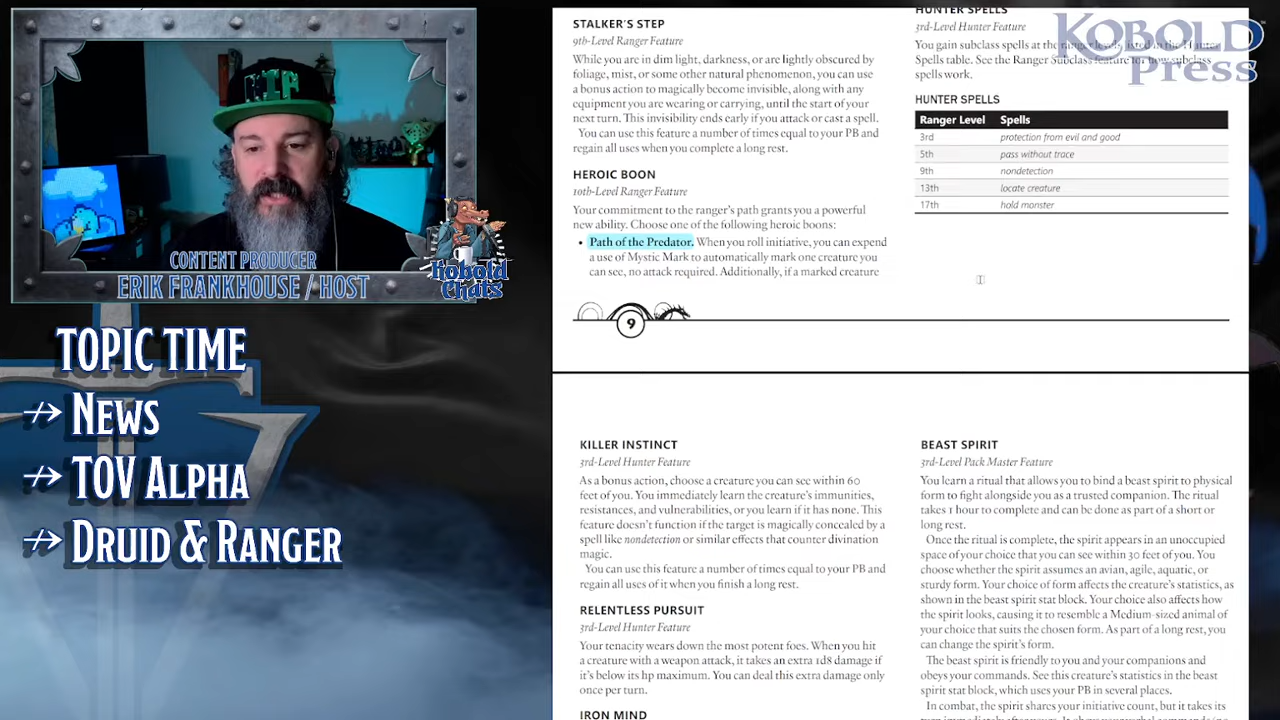 NIF
CONTENT PRODUCER
ERIK FRANKHOUSE / HOST
kobold
Chats
TOPIC TIME
News
TOV Alpha
Druid & Ranger
KOBOLD
Press
STALKER'S STEP
9th-Level Ranger Feature
While you are in dim light, darkness, or are lightly obscured by
foliage, mist, or some other natural phenomenon, you can use
a bonus action to magically become invisible, along with any
equipment you are wearing or carrying, until the start of your
next turn. This invisibility ends early if you attack or cast a spell.
You can use this feature a number of times equal to your PB and
regain all uses when you complete a long rest.
HEROIC BOON
10th-Level Ranger Feature
Your commitment to the ranger's path grants you a powerful
new ability. Choose one of the following heroic boons:
• Path of the Predator. When you roll initiative, you can expend
a use of Mystic Mark to automatically mark one creature you
can see, no attack required. Additionally, if a marked creature
HUNTER SPELLS
3rd-Level Hunter Feature
You gain subclass spells at the ranger levels listed in the Hunter
Spells table. See the Ranger Subclass feature for how subclass
spells work.
HUNTER SPELLS
Ranger Level Spells
3rd protection from evil and good
5th pass without trace
9th nondetection
13th locate creature
17th hold monster
9
KILLER INSTINCT
3rd-Level Hunter Feature
As a bonus action, choose a creature you can see within 60
feet of you. You immediately learn the creature's immunities,
resistances, and vulnerabilities, or you learn if it has none. This
feature doesn't function if the target is magically concealed by a
spell like nondetection or similar effects that counter divination
magic.
You can use this feature a number of times equal to your PB and
regain all uses of it when you finish a long rest.
RELENTLESS PURSUIT
3rd-Level Hunter Feature
Your tenacity wears down the most potent foes. When you hit
a creature with a weapon attack, it takes an extra 1d8 damage if
it's below its hp maximum. You can deal this extra damage only
once per turn.
IRON MIND
BEAST SPIRIT
3rd-Level Pack Master Feature
You learn a ritual that allows you to bind a beast spirit to physical
form to fight alongside you as a trusted companion. The ritual
takes 1 hour to complete and can be done as part of a short or
long rest.
Once the ritual is complete, the spirit appears in an unoccupied
space of your choice that you can see within 30 feet of you. You
choose whether the spirit assumes an avian, agile, aquatic, or
sturdy form. Your choice of form affects the creature's statistics, as
shown in the beast spirit stat block. Your choice also affects how
the spirit looks, causing it to resemble a Medium-sized animal of
your choice that suits the chosen form. As part of a long rest, you
can change the spirit's form.
The beast spirit is friendly to you and your companions and
obeys your commands. See this creature's statistics in the beast
spirit stat block, which uses your PB in several places.
In combat, the spirit shares your initiative count, but it takes its